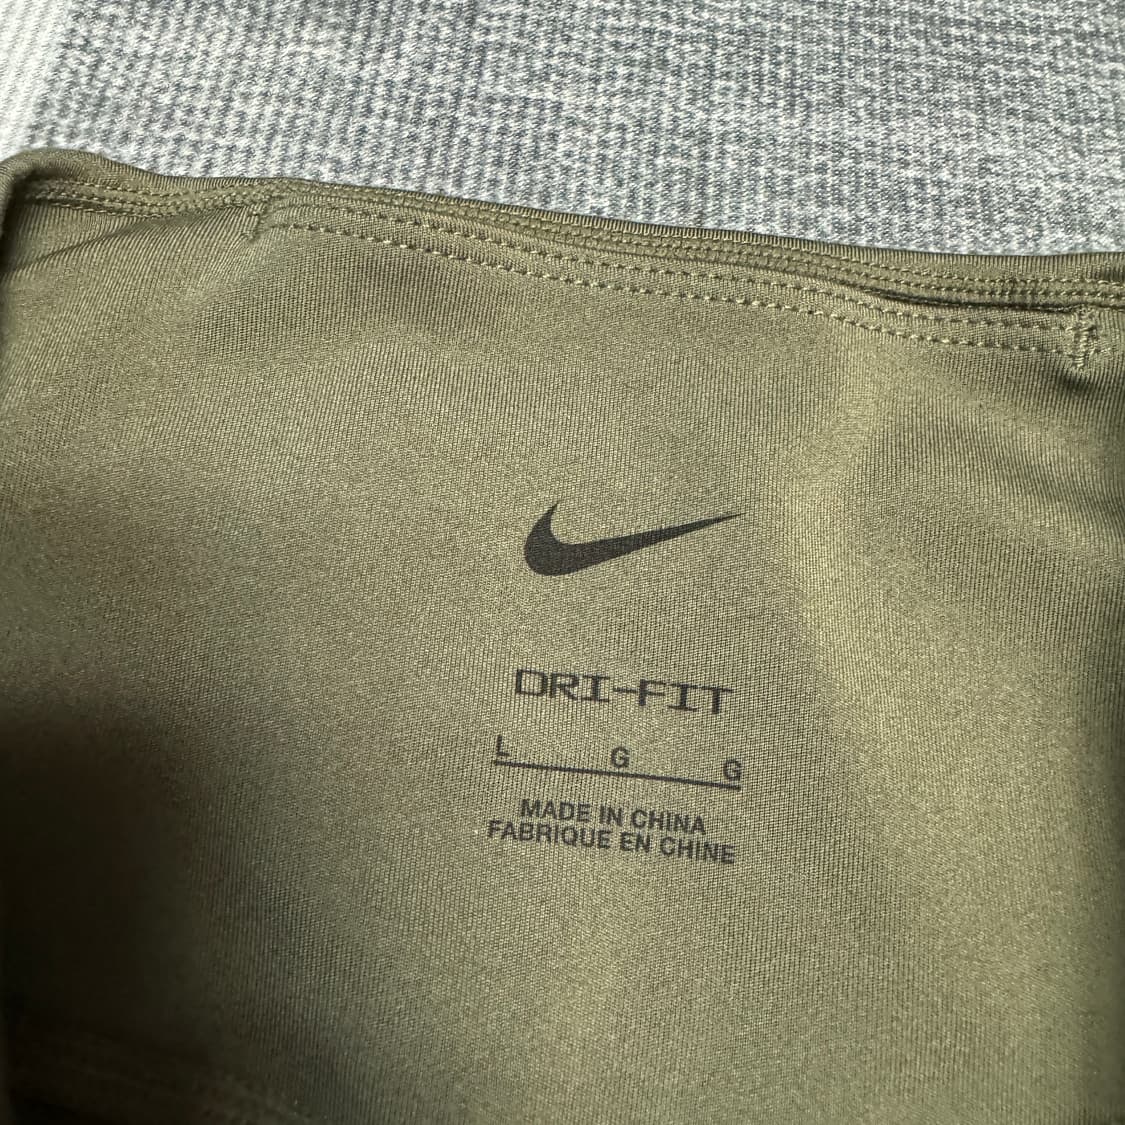 DRI-FIT
L G G
MADE IN CHINA
FABRIQUE EN CHINE